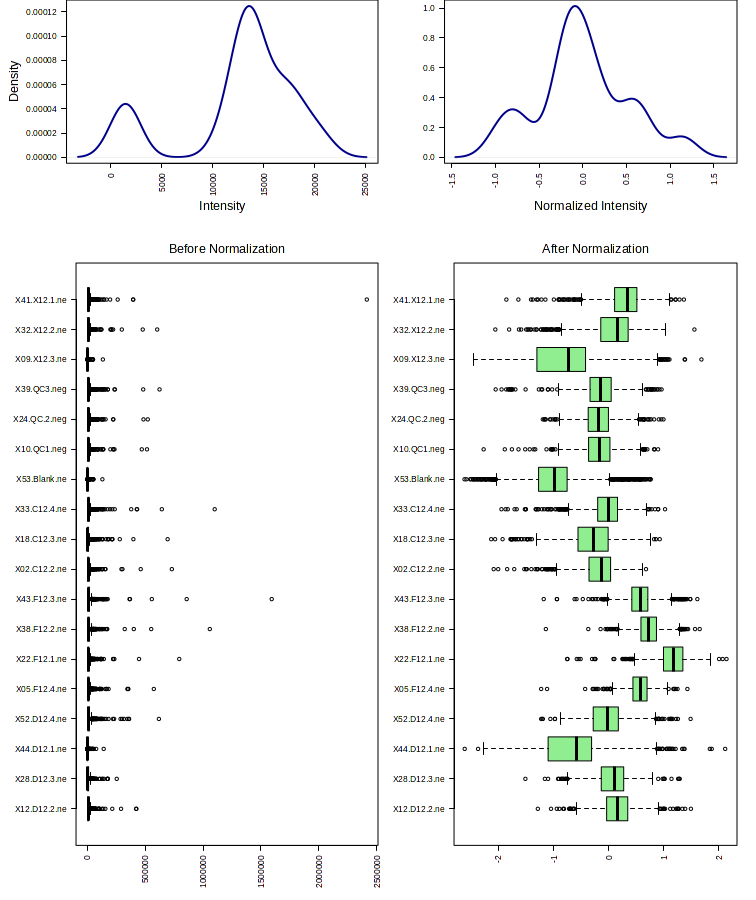 0.00012
0.00010
0.00008
0.00006
0.00004
0.00002
0.00000
Density
0
5000
10000
15000
20000
25000
Intensity
1.0
0.8
0.6
0.4
0.2
0.0
-1.5
-1.0
-0.5
0.0
0.5
1.0
1.5
Normalized Intensity
Before Normalization
X41.X12.1.ne
X32.X12.2.ne
X09.X12.3.ne
X39.QC3.neg
X24.QC.2.neg
X10.QC1.neg
X53.Blank.ne
X33.C12.4.ne
X18.C12.3.ne
X02.C12.2.ne
X43.F12.3.ne
X38.F12.2.ne
X22.F12.1.ne
X05.F12.4.ne
X52.D12.4.ne
X44.D12.1.ne
X28.D12.3.ne
X12.D12.2.ne
0
500000
1000000
1500000
2000000
2500000
After Normalization
X41.X12.1.ne
X32.X12.2.ne
X09.X12.3.ne
X39.QC3.neg
X24.QC.2.neg
X10.QC1.neg
X53.Blank.ne
X33.C12.4.ne
X18.C12.3.ne
X02.C12.2.ne
X43.F12.3.ne
X38.F12.2.ne
X22.F12.1.ne
X05.F12.4.ne
X52.D12.4.ne
X44.D12.1.ne
X28.D12.3.ne
X12.D12.2.ne
-2
-1
0
1
2